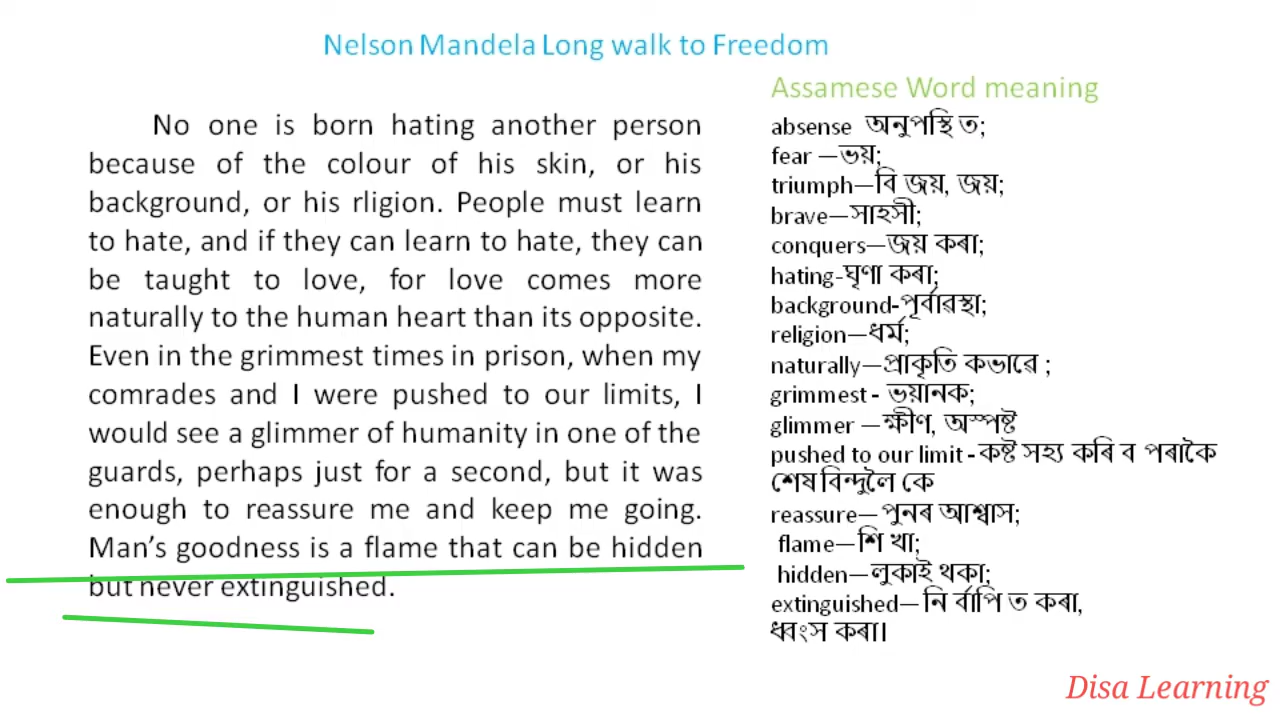 Nelson Mandela Long walk to Freedom
No one is born hating another person
because of the colour of his skin, or his
background, or his rligion. People must learn
to hate, and if they can learn to hate, they can
be taught to love, for love comes more
naturally to the human heart than its opposite.
Even in the grimmest times in prison, when my
comrades and I were pushed to our limits, I
would see a glimmer of humanity in one of the
guards, perhaps just for a second, but it was
enough to reassure me and keep me going.
Man’s goodness is a flame that can be hidden
but never extinguished.
Assamese Word meaning
absense অনুপস্থি ত;
fear —ভয়;
triumph—বি জয়, জয়;
brave—সাহসী;
conquers—জয় কৰা;
hating-ঘৃণা কৰা;
background-পূৰ্বাৱস্থা;
religion—ধৰ্ম;
naturally—প্ৰাকৃতি কভাৱে ;
grimmest - ভয়ানক;
glimmer —ক্ষীণ, অস্পষ্ট
pushed to our limit -কষ্ট সহ্য কৰি ব পৰাকৈ
শেষ বিন্দুলৈ কে
reassure—পুনৰ আশ্বাস;
flame—শি খা;
hidden—লুকাই থকা;
extinguished— নি ৰ্বাপি ত কৰা,
ধ্বংস কৰা।
Disa Learning